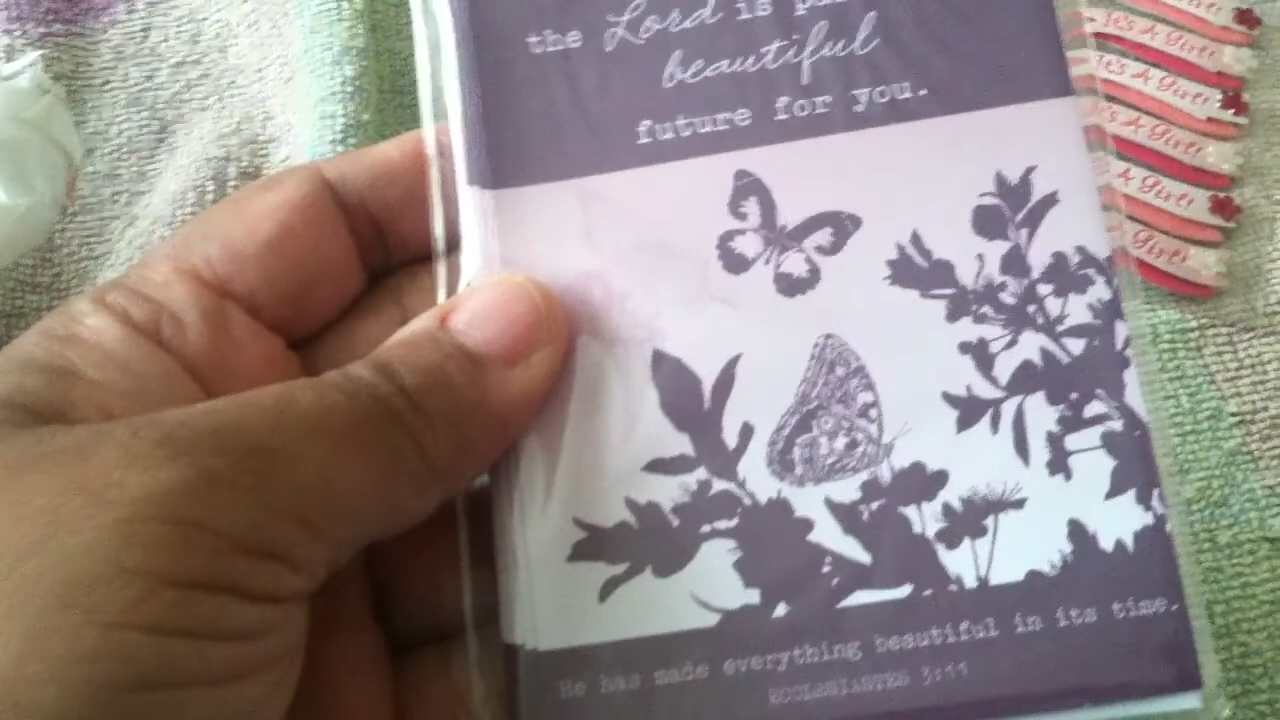 the Lord is
beautiful
future for you.
He has made everything beautiful in its time.
ECCLESIASTES 3:11
It's A Girl!
It's A Girl!
It's A Girl!
A Girl!
Girl!